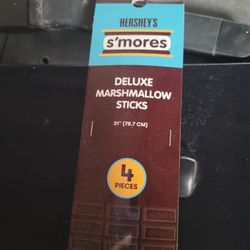 HERSHEY'S
s'mores
DELUXE
MARSHMALLOW
STICKS
31" (78.7 CM)
4
PIECES